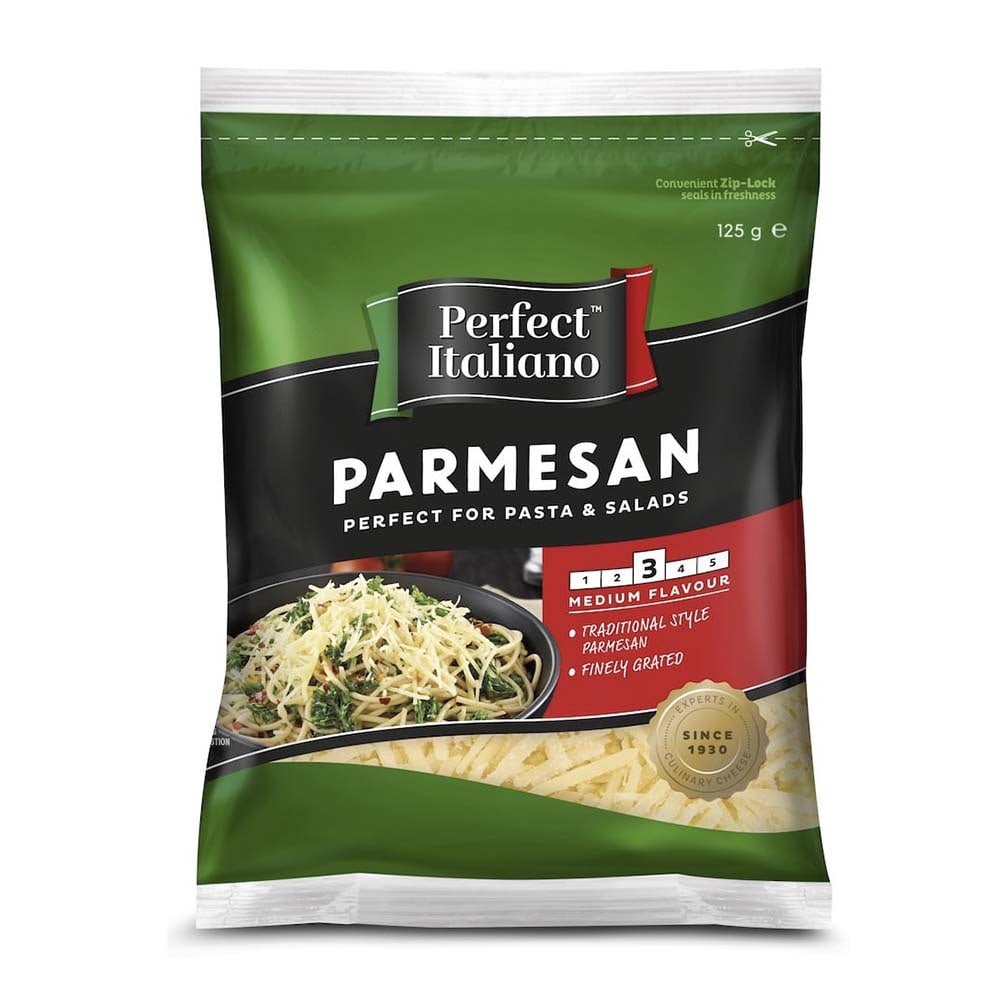 Convenient Zip-Lock
seals in freshness
125 g ℮
Perfect™
Italiano
PARMESAN
PERFECT FOR PASTA & SALADS
1 2 3 4 5
MEDIUM FLAVOUR
• TRADITIONAL STYLE
PARMESAN
• FINELY GRATED
EXPERTS IN
SINCE
1930
CULINARY CHEESE